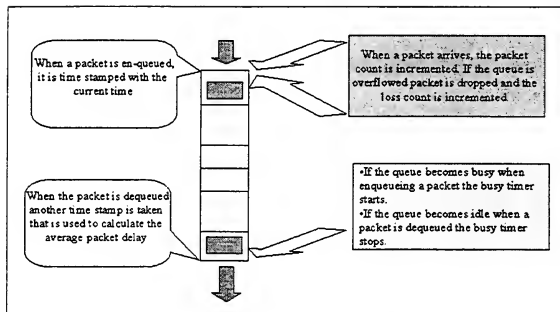 When a packet is en-queued,
it is time stamped with the
current time
When a packet arrives, the packet
count is incremented. If the queue is
overflowed packet is dropped and the
loss count is incremented
When the packet is dequeued
another time stamp is taken
that is used to calculate the
average packet delay
•If the queue becomes busy when
enqueueing a packet the busy timer
starts.
•If the queue becomes idle when a
packet is dequeued the busy timer
stops.